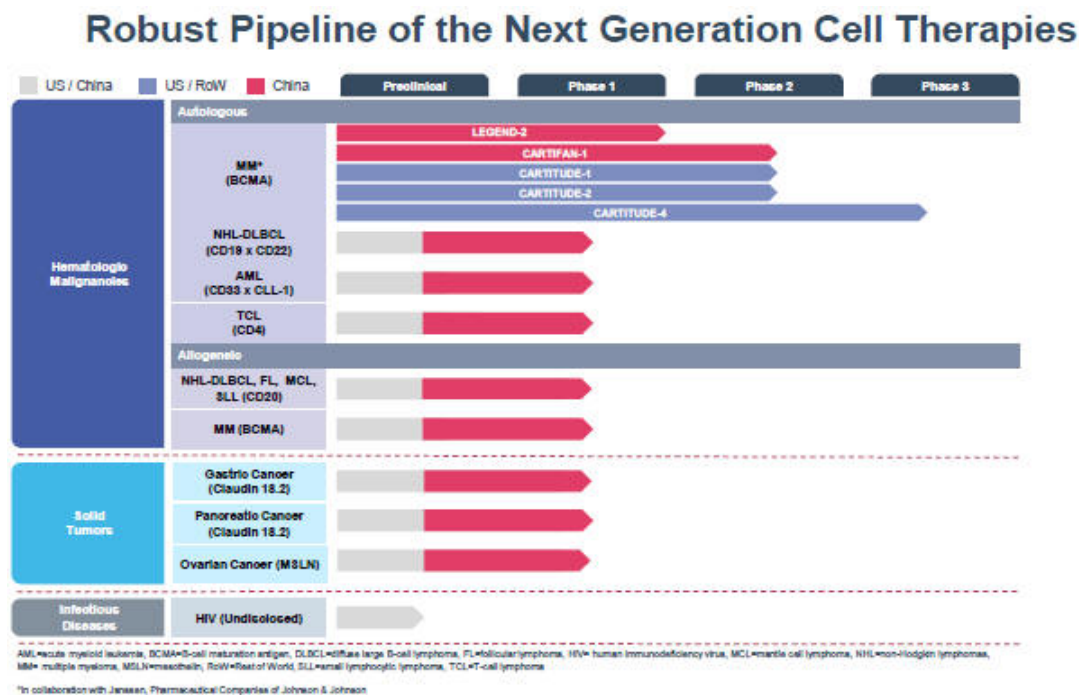 Robust Pipeline of the Next Generation Cell Therapies
US / China US / RoW China Preclinical Phase 1 Phase 2 Phase 3
Autologous
LEGEND-2
CARTIFAN-1
MM*
(BCMA)
CARTITUDE-1
CARTITUDE-2
CARTITUDE-4
NHL-DLBCL
(CD19 x CD22)
Hematologic
Malignancies
AML
(CD33 x CLL-1)
TCL
(CD4)
Allogeneic
NHL-DLBCL, FL, MCL,
SLL (CD20)
MM (BCMA)
Gastric Cancer
(Claudin 18.2)
Solid
Tumors
Pancreatic Cancer
(Claudin 18.2)
Ovarian Cancer (MSLN)
Infectious
Diseases
HIV (Undisclosed)
AML=acute myeloid leukemia, BCMA=B-cell maturation antigen, DLBCL=diffuse large B-cell lymphoma, FL=follicular lymphoma, HIV= human immunodeficiency virus, MCL=mantle cell lymphoma, NHL=non-Hodgkin lymphomas,
MM= multiple myeloma, MSLN=mesothelin, RoW=Rest of World, SLL=small lymphocytic lymphoma, TCL=T-cell lymphoma
*In collaboration with Janssen, Pharmaceutical Companies of Johnson & Johnson